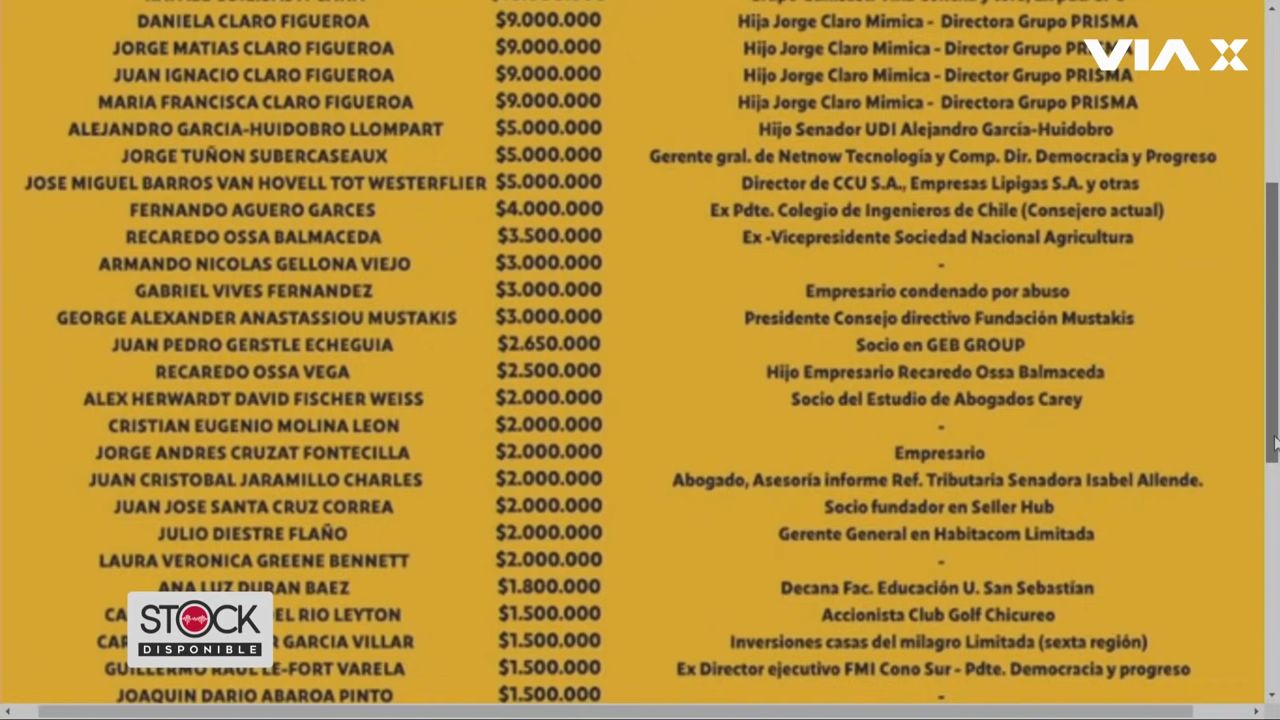 DANIELA CLARO FIGUEROA $9.000.000 Hija Jorge Claro Mimica - Directora Grupo PRISMA
JORGE MATIAS CLARO FIGUEROA $9.000.000 Hijo Jorge Claro Mimica - Director Grupo PRISMA
VIA X
JUAN IGNACIO CLARO FIGUEROA $9.000.000 Hijo Jorge Claro Mimica - Director Grupo PRISMA
MARIA FRANCISCA CLARO FIGUEROA $9.000.000 Hija Jorge Claro Mimica - Directora Grupo PRISMA
ALEJANDRO GARCIA-HUIDOBRO LLOMPART $5.000.000 Hijo Senador UDI Alejandro García-Huidobro
JORGE TUÑON SUBERCASEAUX $5.000.000 Gerente gral. de Netnow Tecnología y Comp. Dir. Democracia y Progreso
JOSE MIGUEL BARROS VAN HOVELL TOT WESTERFLIER $5.000.000 Director de CCU S.A., Empresas Lipigas S.A. y otras
FERNANDO AGUERO GARCES $4.000.000 Ex Pdte. Colegio de Ingenieros de Chile (Consejero actual)
RECAREDO OSSA BALMACEDA $3.500.000 Ex -Vicepresidente Sociedad Nacional Agricultura
ARMANDO NICOLAS GELLONA VIEJO $3.000.000 -
GABRIEL VIVES FERNANDEZ $3.000.000 Empresario condenado por abuso
GEORGE ALEXANDER ANASTASSIOU MUSTAKIS $3.000.000 Presidente Consejo directivo Fundación Mustakis
JUAN PEDRO GERSTLE ECHEGUIA $2.650.000 Socio en GEB GROUP
RECAREDO OSSA VEGA $2.500.000 Hijo Empresario Recaredo Ossa Balmaceda
ALEX HERWARDT DAVID FISCHER WEISS $2.000.000 Socio del Estudio de Abogados Carey
CRISTIAN EUGENIO MOLINA LEON $2.000.000 -
JORGE ANDRES CRUZAT FONTECILLA $2.000.000 Empresario
JUAN CRISTOBAL JARAMILLO CHARLES $2.000.000 Abogado, Asesoría informe Ref. Tributaria Senadora Isabel Allende.
JUAN JOSE SANTA CRUZ CORREA $2.000.000 Socio fundador en Seller Hub
JULIO DIESTRE FLAÑO $2.000.000 Gerente General en Habitacom Limitada
LAURA VERONICA GREENE BENNETT $2.000.000 -
ANA LUZ DURAN BAEZ $1.800.000 Decana Fac. Educación U. San Sebastían
EL RIO LEYTON $1.500.000 Accionista Club Golf Chicureo
GARCIA VILLAR $1.500.000 Inversiones casas del milagro Limitada (sexta región)
GUILLERMO RAUL LE-FORT VARELA $1.500.000 Ex Director ejecutivo FMI Cono Sur - Pdte. Democracia y progreso
JOAQUIN DARIO ABAROA PINTO $1.500.000 -
STOCK
DISPONIBLE